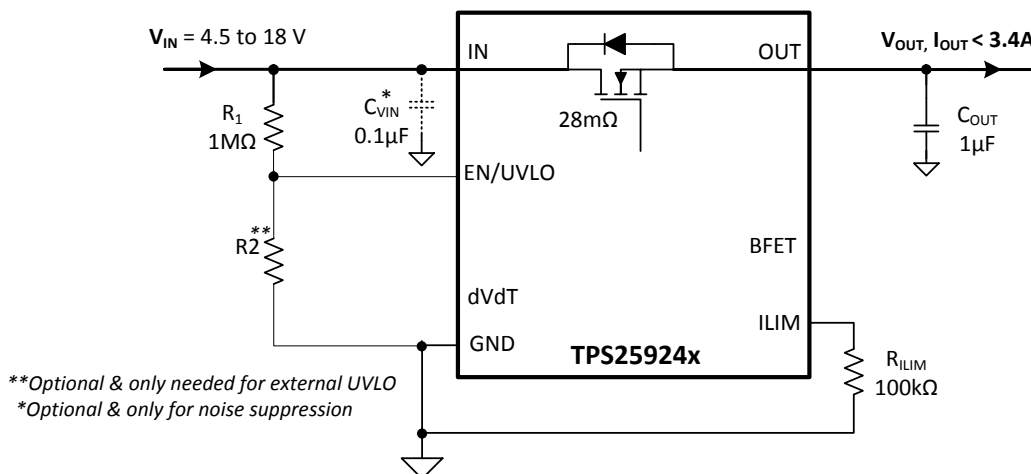 V_IN = 4.5 to 18 V
IN
OUT
V_OUT, I_OUT < 3.4A
R_1
1MΩ
C_VIN*
0.1µF
28mΩ
C_OUT
1µF
EN/UVLO
R2**
BFET
dVdT
ILIM
GND
TPS25924x
R_ILIM
100kΩ
**Optional & only needed for external UVLO
*Optional & only for noise suppression